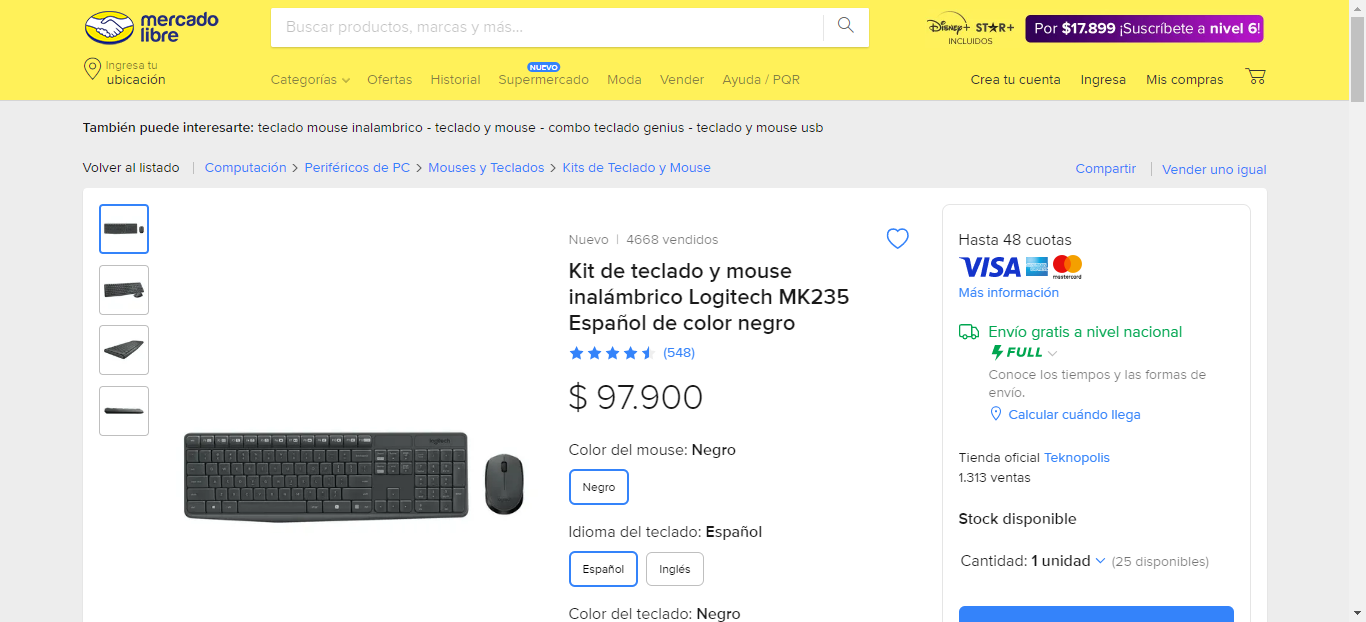 mercado
libre
Buscar productos, marcas y más...
Disney+ STAR+
INCLUIDOS
Por $17.899 ¡Suscríbete a nivel 6!
Ingresa tu
ubicación
NUEVO
Categorías Ofertas Historial Supermercado Moda Vender Ayuda / PQR
Crea tu cuenta Ingresa Mis compras
También puede interesarte: teclado mouse inalambrico - teclado y mouse - combo teclado genius - teclado y mouse usb
Volver al listado | Computación > Periféricos de PC > Mouses y Teclados > Kits de Teclado y Mouse
Compartir | Vender uno igual
Nuevo | 4668 vendidos
Kit de teclado y mouse
inalámbrico Logitech MK235
Español de color negro
(548)
$ 97.900
Color del mouse: Negro
Negro
Idioma del teclado: Español
Español Inglés
Color del teclado: Negro
logitech
Hasta 48 cuotas
VISA
mastercard
Más información
Envío gratis a nivel nacional
FULL
Conoce los tiempos y las formas de
envío.
Calcular cuándo llega
Tienda oficial Teknopolis
1.313 ventas
Stock disponible
Cantidad: 1 unidad (25 disponibles)